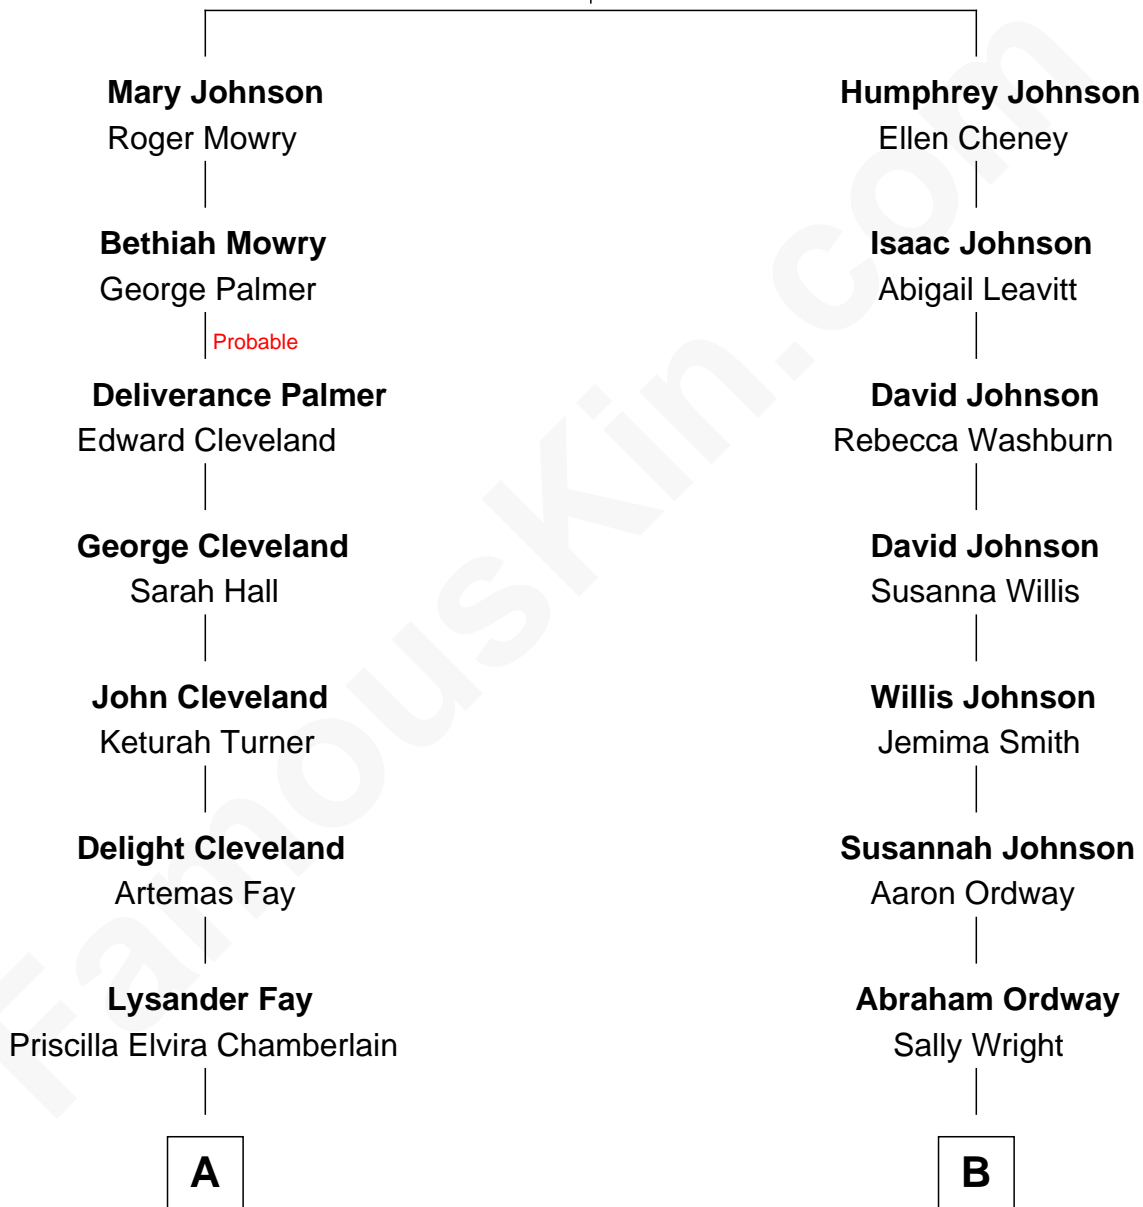 Mary Johnson
Roger Mowry
Bethiah Mowry
George Palmer
Probable
Deliverance Palmer
Edward Cleveland
George Cleveland
Sarah Hall
John Cleveland
Keturah Turner
Delight Cleveland
Artemas Fay
Lysander Fay
Priscilla Elvira Chamberlain
A
Humphrey Johnson
Ellen Cheney
Isaac Johnson
Abigail Leavitt
David Johnson
Rebecca Washburn
David Johnson
Susanna Willis
Willis Johnson
Jemima Smith
Susannah Johnson
Aaron Ordway
Abraham Ordway
Sally Wright
B
FamousKin.com